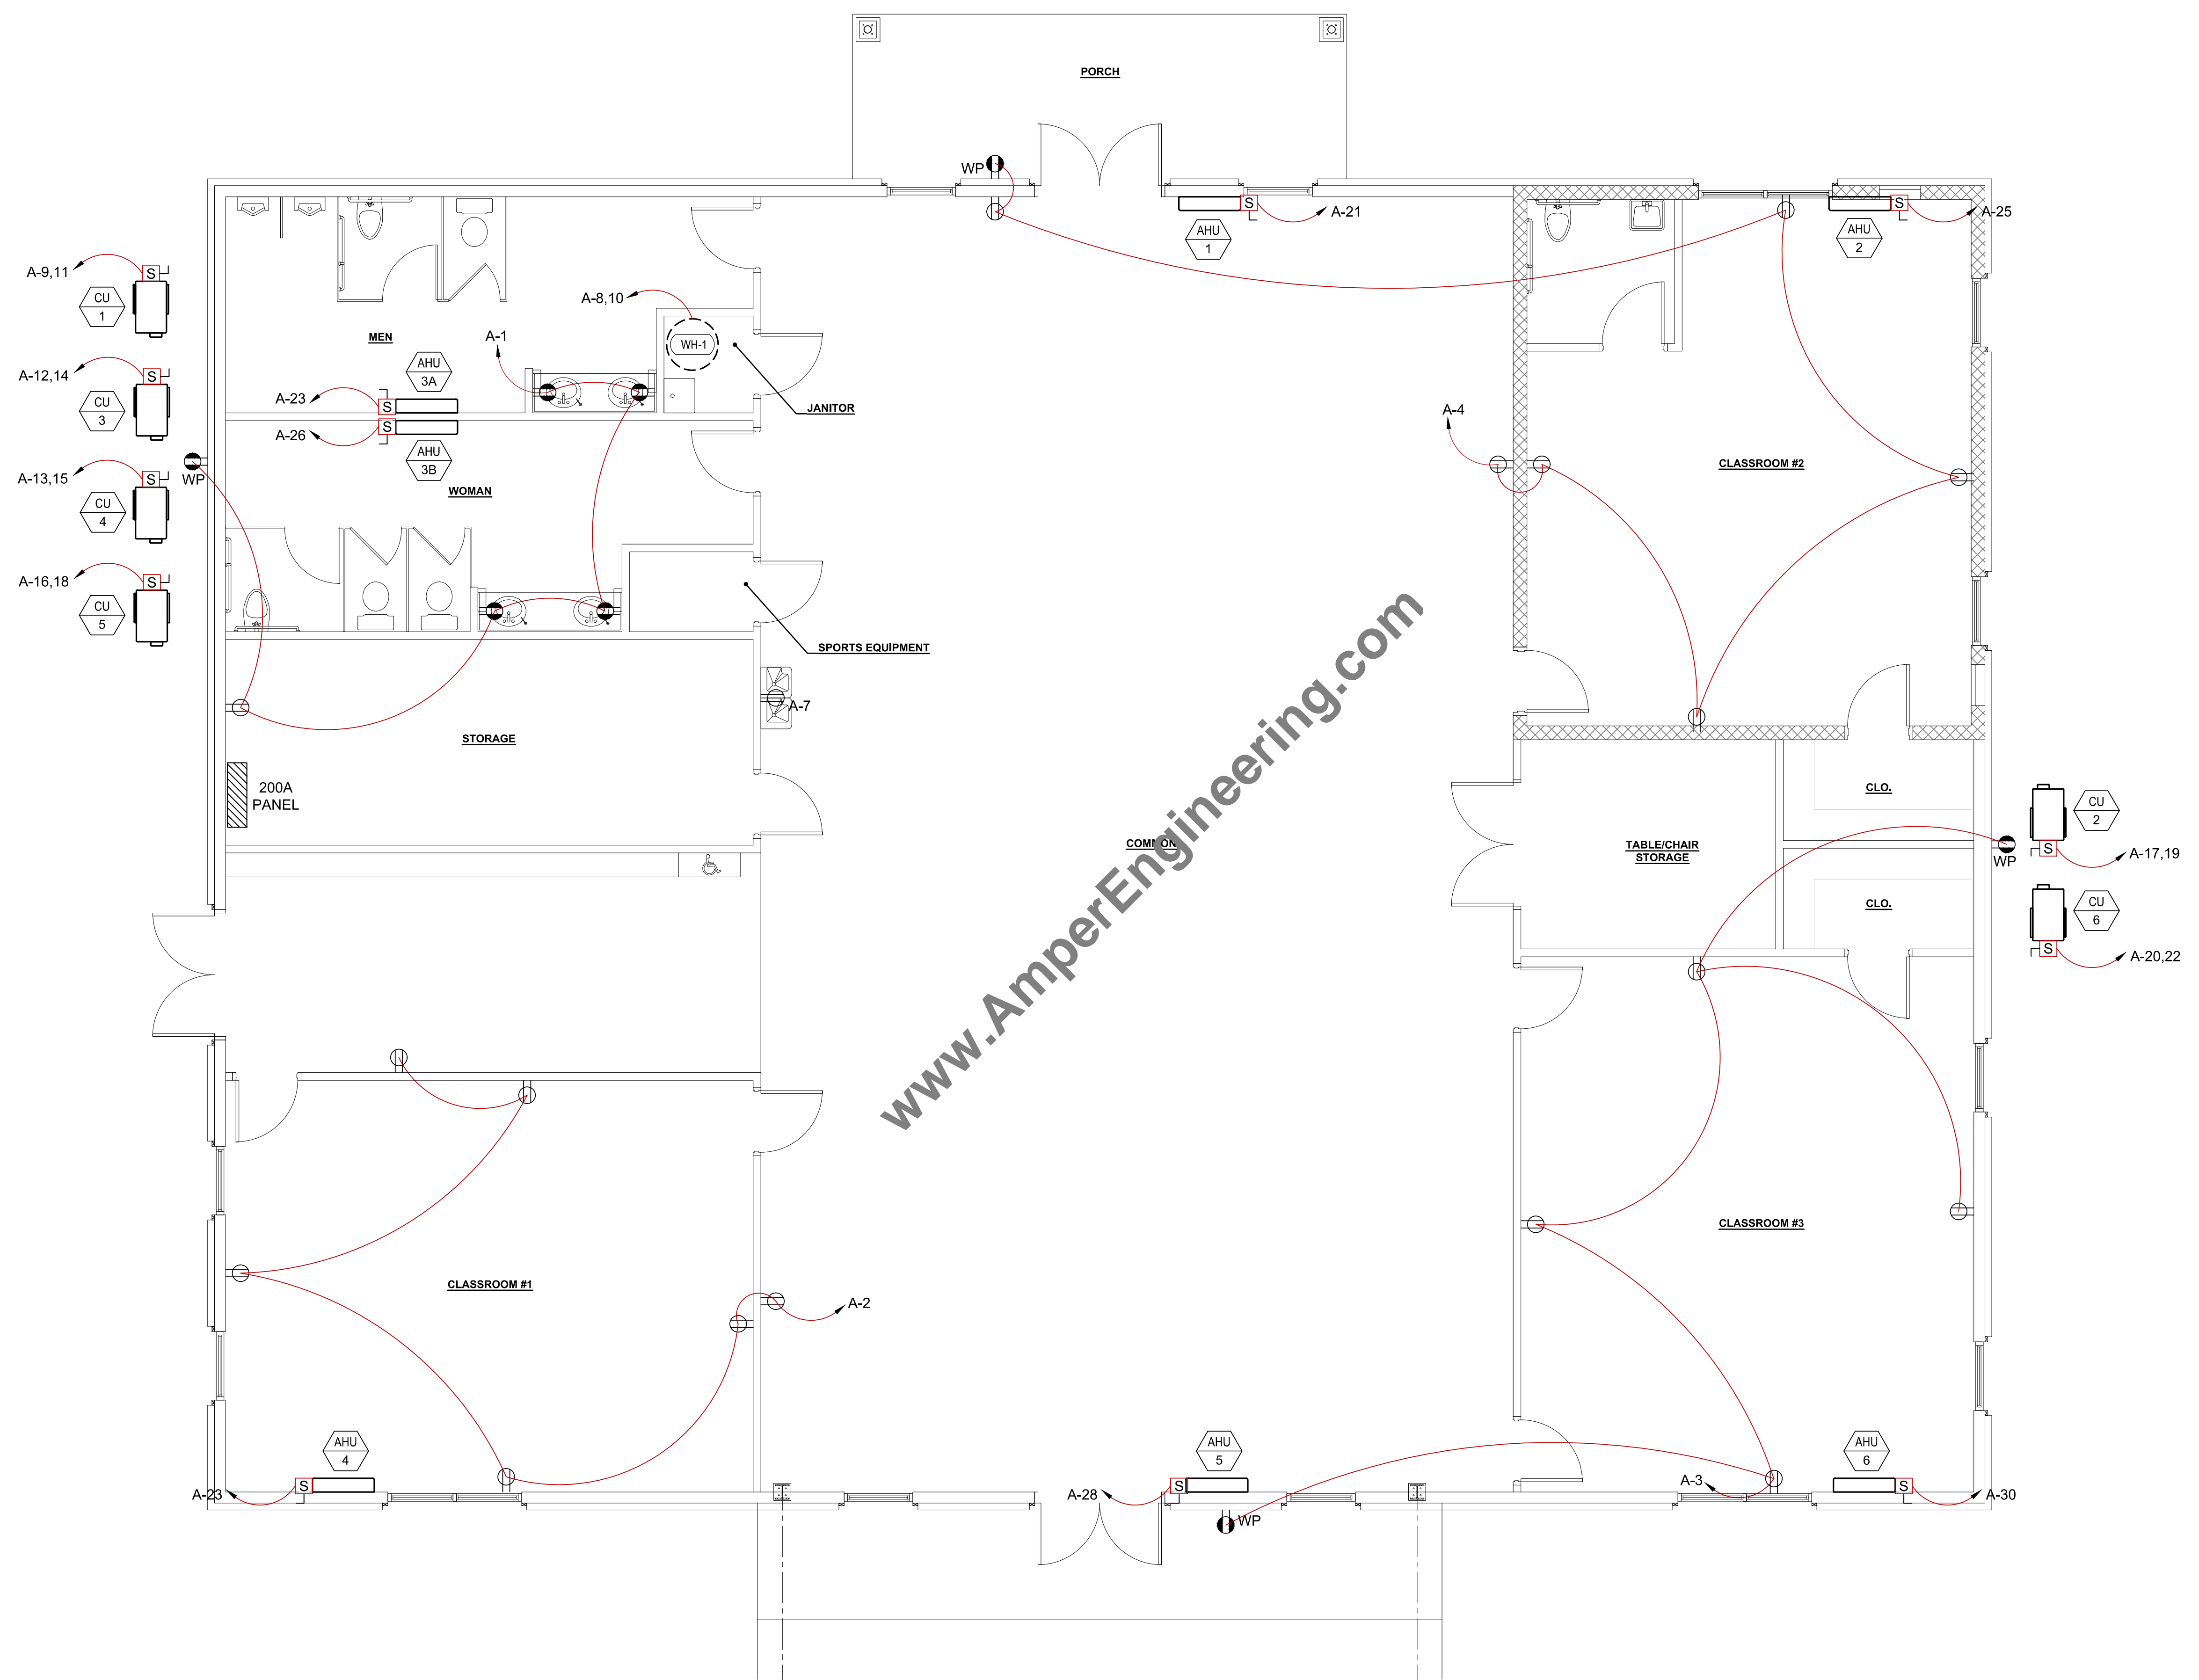 PORCH
WP
S
A-21
AHU
1
S
A-25
AHU
2
A-9,11
S
CU
1
A-8,10
WH-1
MEN
A-1
A-12,14
S
CU
3
AHU
3A
A-23
S
JANITOR
A-26
S
AHU
3B
A-4
CLASSROOM #2
WP
A-13,15
S
CU
4
WOMAN
A-16,18
S
CU
5
SPORTS EQUIPMENT
A-7
STORAGE
200A
PANEL
www.AmperEngineering.com
COMMON
TABLE/CHAIR
STORAGE
CLO.
CU
2
S
A-17,19
WP
CLO.
CU
6
S
A-20,22
CLASSROOM #3
CLASSROOM #1
A-2
AHU
4
S
A-23
AHU
5
S
A-28
WP
A-3
AHU
6
S
A-30